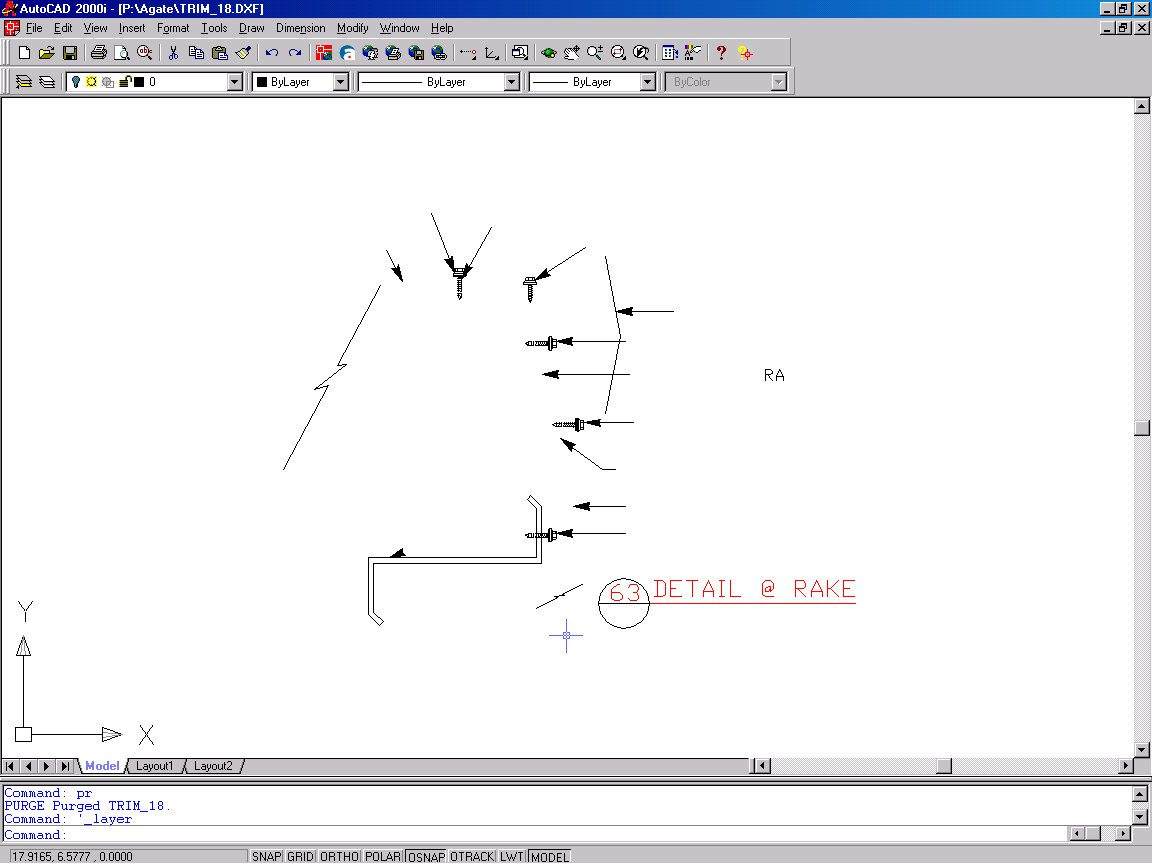 AutoCAD 2000i - [P:\Agate\TRIM_18.DXF]
File Edit View Insert Format Tools Draw Dimension Modify Window Help
0 ByLayer ByLayer ByLayer ByColor
RA
63 DETAIL @ RAKE
Y
X
Model Layout1 Layout2
Command: pr
PURGE Purged TRIM_18.
Command: '_layer
Command:
17.9165, 6.5777 , 0.0000 SNAP GRID ORTHO POLAR OSNAP OTRACK LWT MODEL